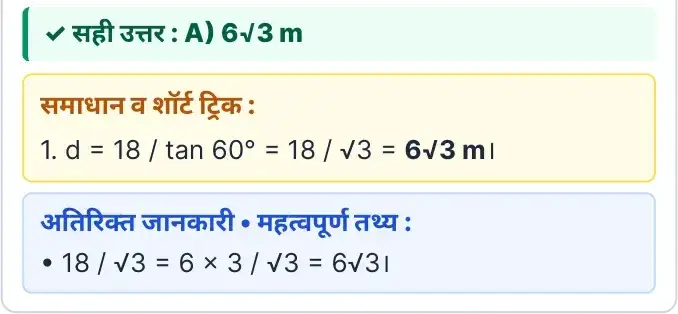 ✓ सही उत्तर : A) 6√3 m
समाधान व शॉर्ट ट्रिक :
1. d = 18 / tan 60° = 18 / √3 = 6√3 m।
अतिरिक्त जानकारी • महत्वपूर्ण तथ्य :
• 18 / √3 = 6 × 3 / √3 = 6√3।